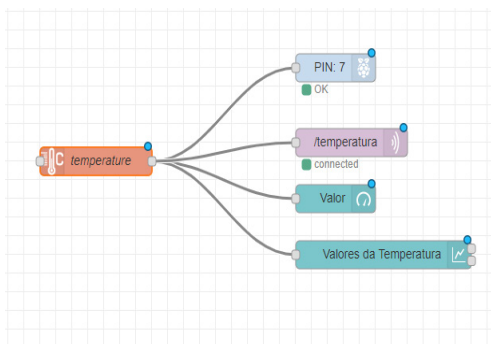 PIN: 7
OK
C temperature
/temperatura
connected
Valor
Valores da Temperatura